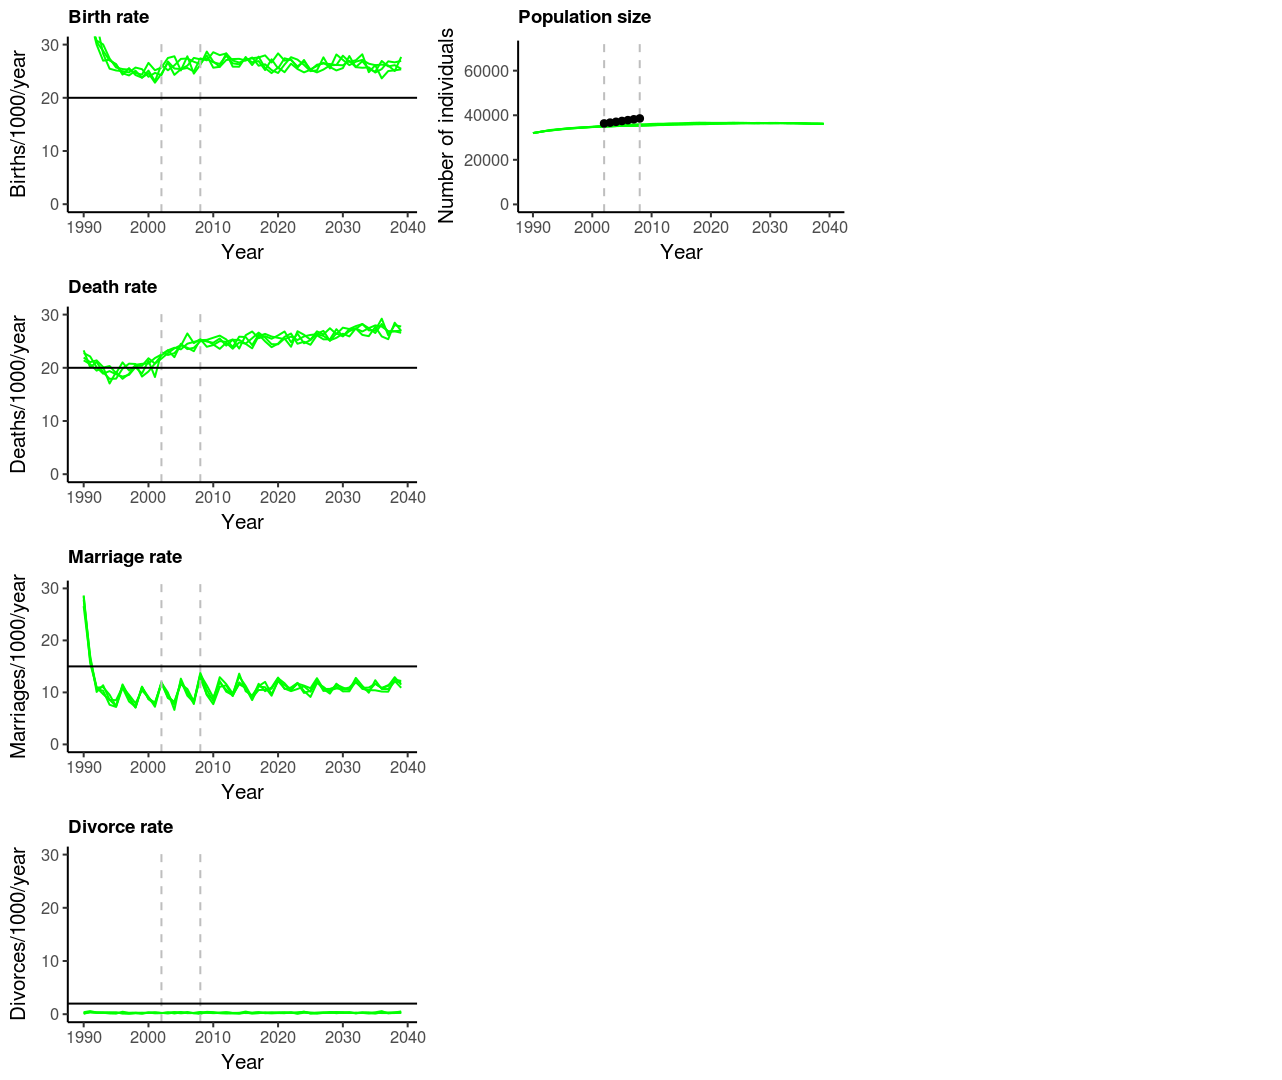 Birth rate
Births/1000/year
30
20
10
0
1990 2000 2010 2020 2030 2040
Year
Population size
Number of individuals
60000
40000
20000
0
1990 2000 2010 2020 2030 2040
Year
Death rate
Deaths/1000/year
30
20
10
0
1990 2000 2010 2020 2030 2040
Year
Marriage rate
Marriages/1000/year
30
20
10
0
1990 2000 2010 2020 2030 2040
Year
Divorce rate
Divorces/1000/year
30
20
10
0
1990 2000 2010 2020 2030 2040
Year